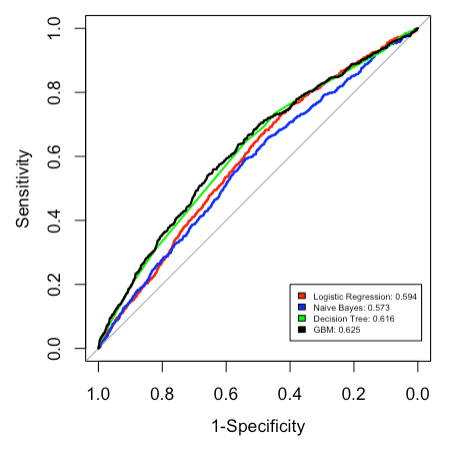 Sensitivity
1.0
0.8
0.6
0.4
0.2
0.0
Logistic Regression: 0.594
Naive Bayes: 0.573
Decision Tree: 0.616
GBM: 0.625
1.0 0.8 0.6 0.4 0.2 0.0
1-Specificity